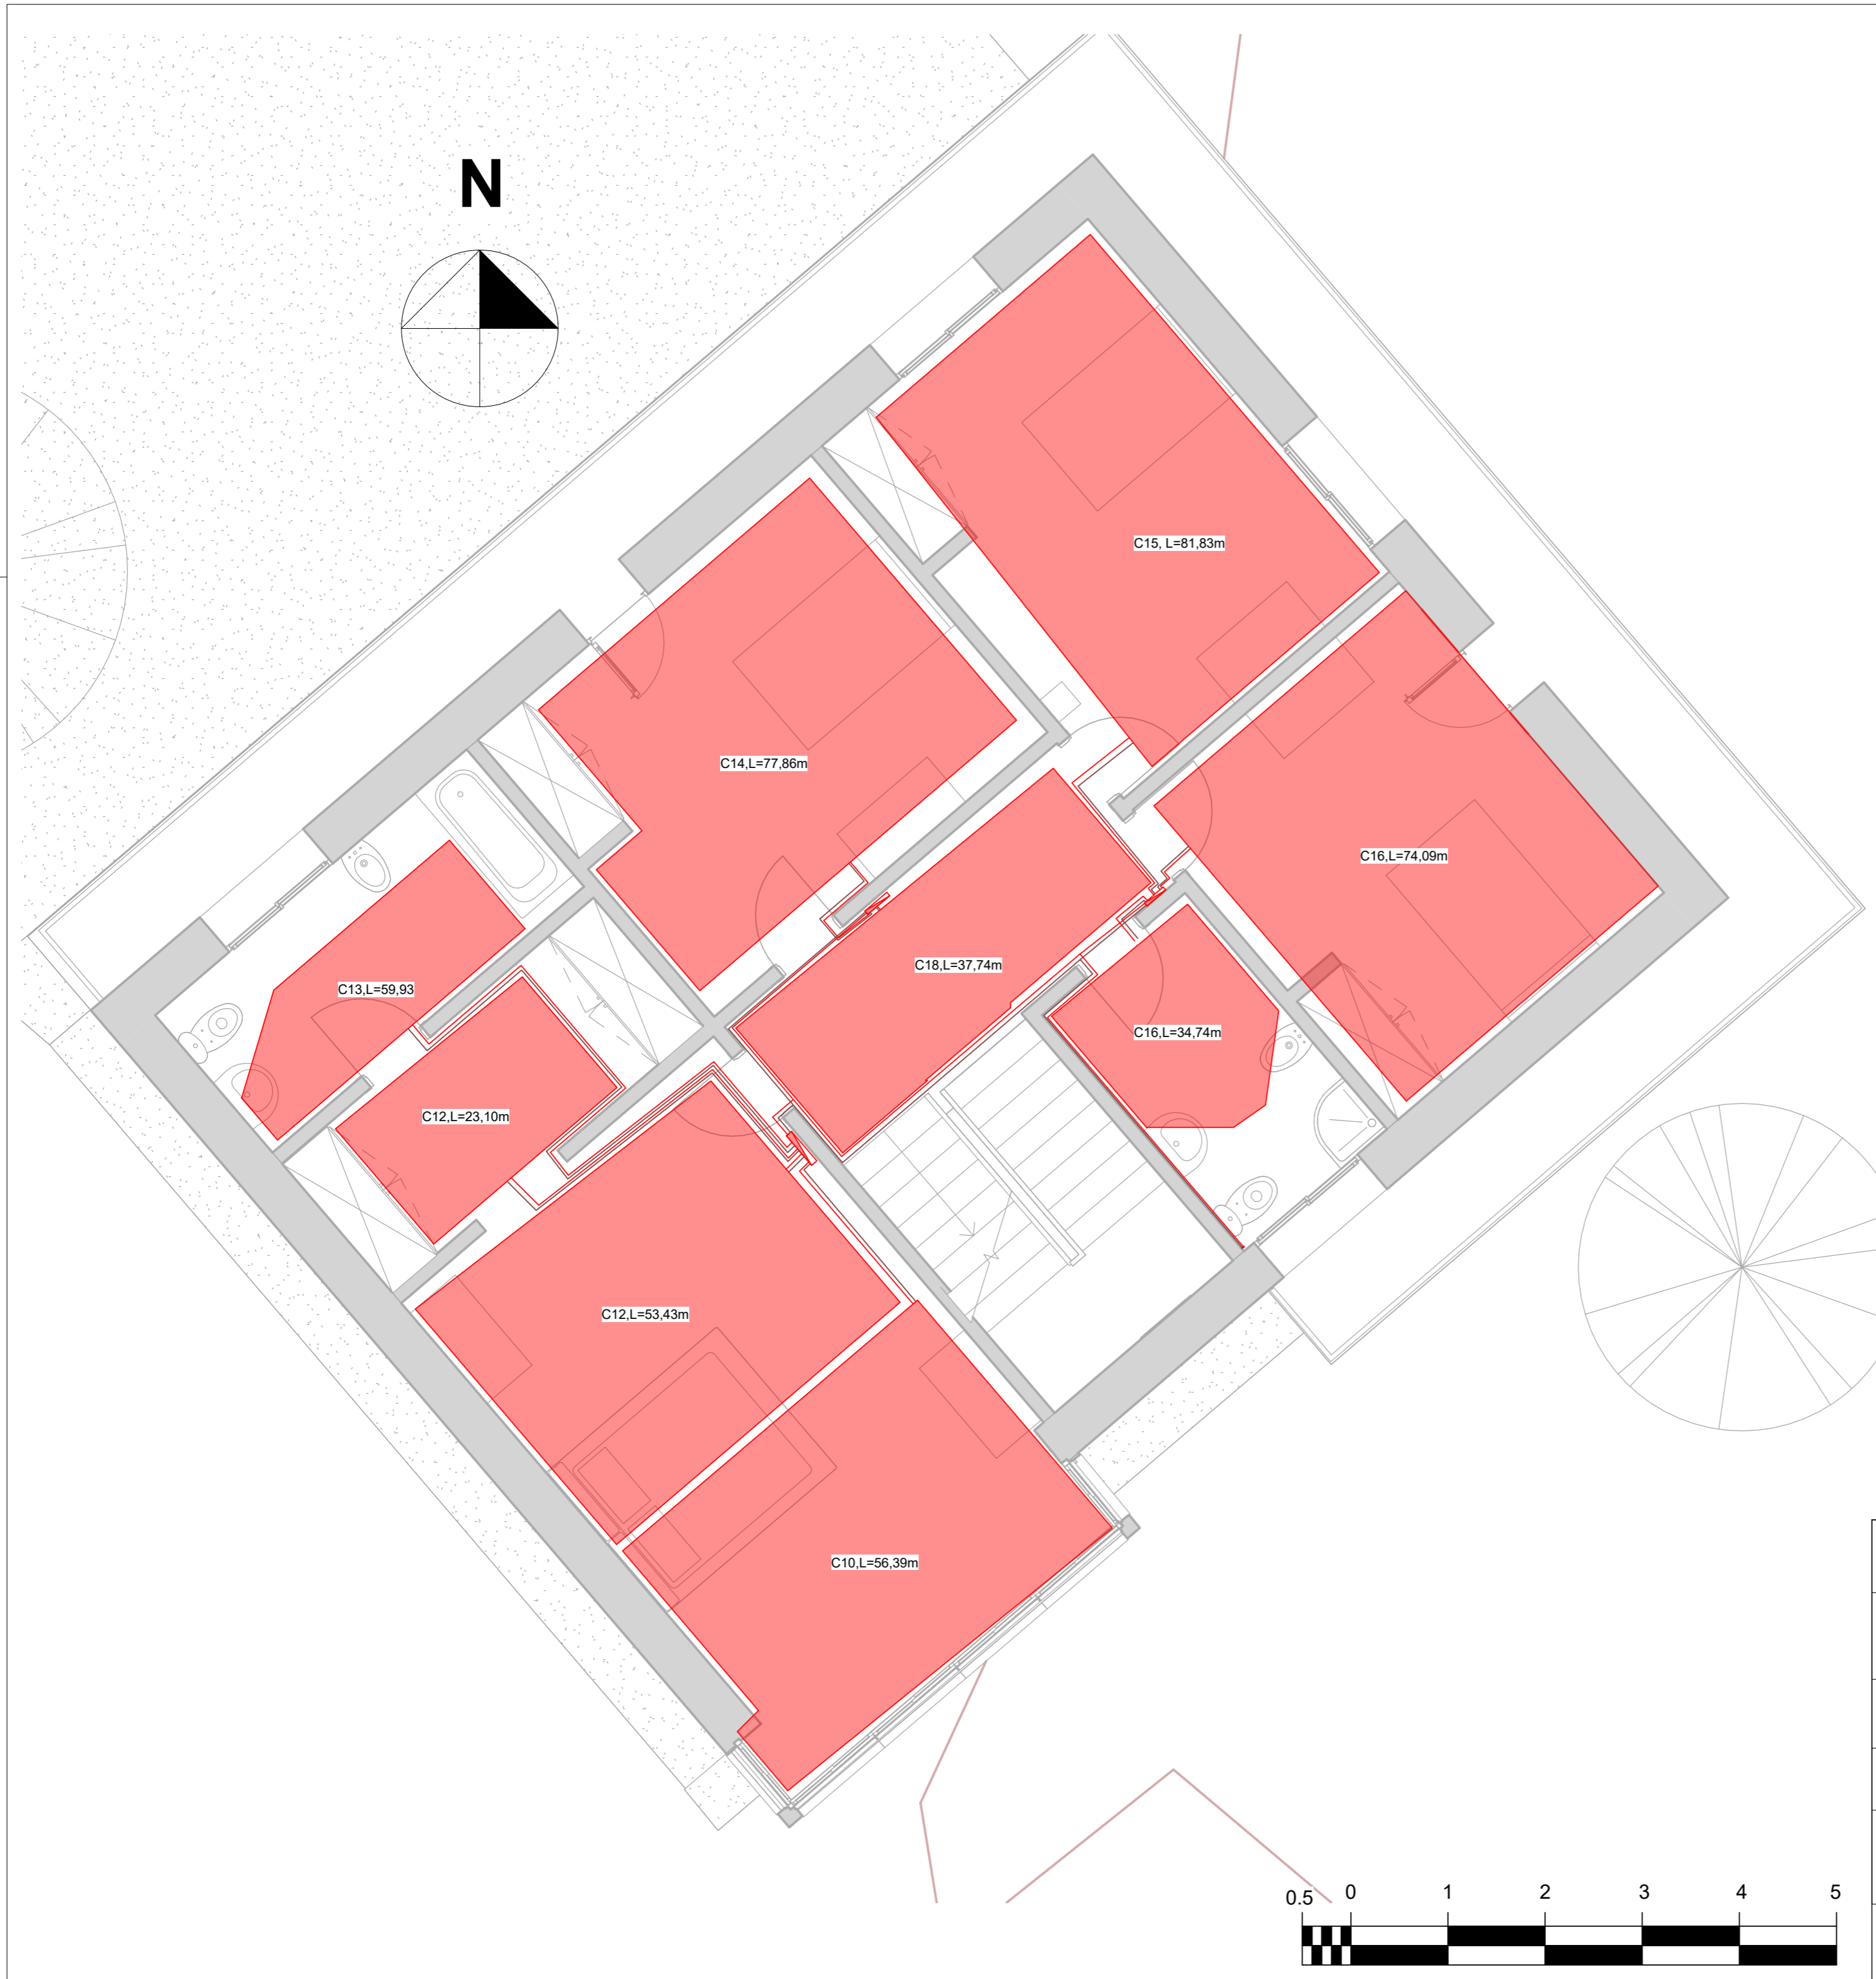 N
C15, L=81,83m
C14,L=77,86m
C16,L=74,09m
C18,L=37,74m
C13,L=59,93
C16,L=34,74m
C12,L=23,10m
C12,L=53,43m
C10,L=56,39m
0.5 0 1 2 3 4 5